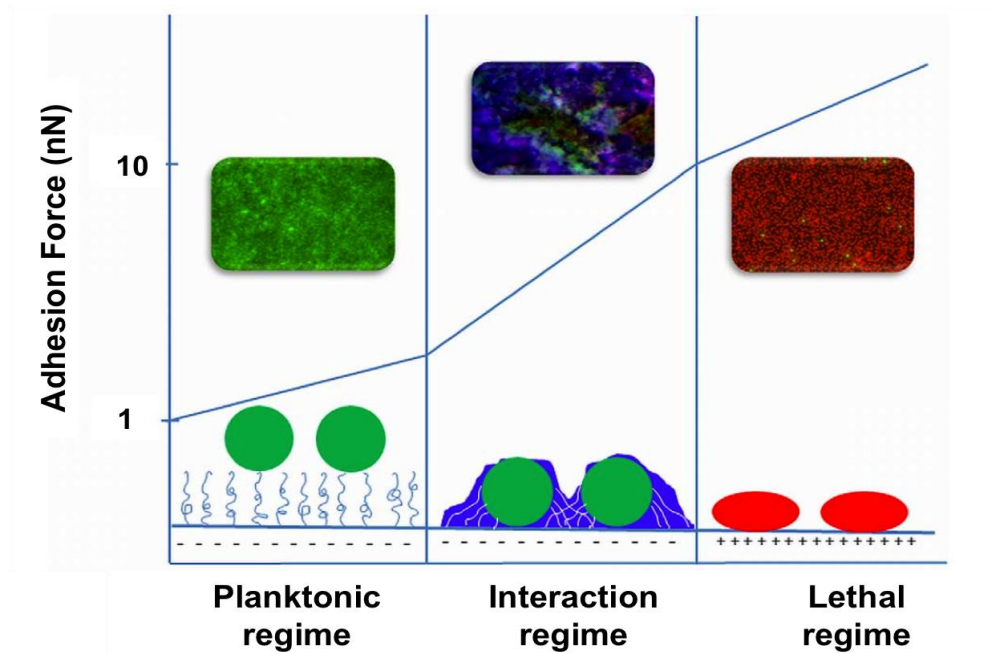 Adhesion Force (nN)
10
1
- - - - - - - - - - - - - -
- - - - - - - - - - - - - -
+ + + + + + + + + + + + + + +
Planktonic
regime
Interaction
regime
Lethal
regime